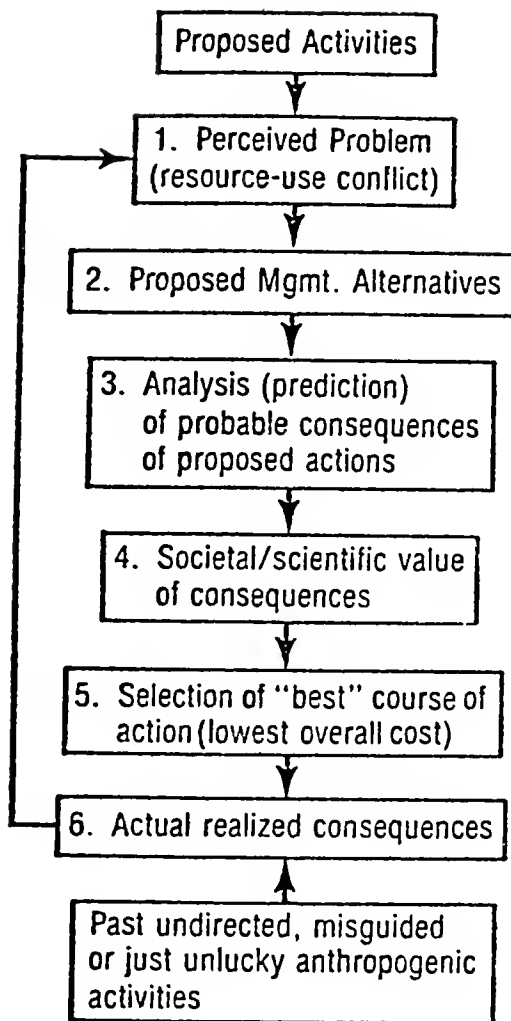 Proposed Activities
1. Perceived Problem
(resource-use conflict)
2. Proposed Mgmt. Alternatives
3. Analysis (prediction)
of probable consequences
of proposed actions
4. Societal/scientific value
of consequences
5. Selection of "best" course of
action (lowest overall cost)
6. Actual realized consequences
Past undirected, misguided
or just unlucky anthropogenic
activities